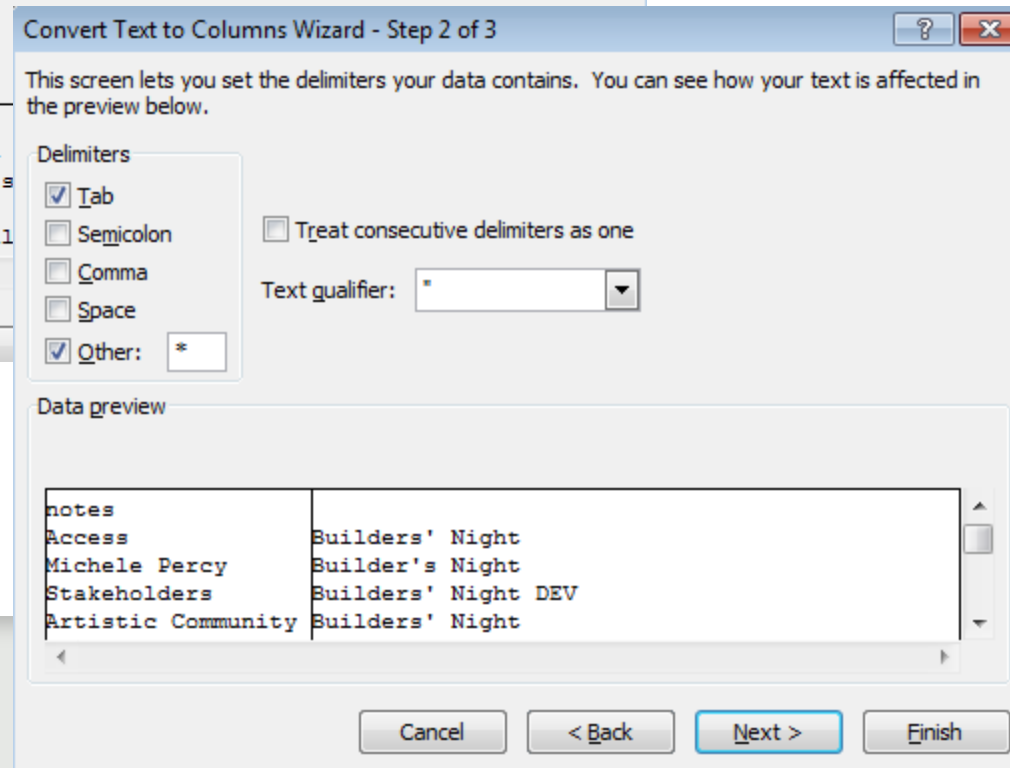 Convert Text to Columns Wizard - Step 2 of 3
?
This screen lets you set the delimiters your data contains. You can see how your text is affected in
the preview below.
Delimiters
Tab
Semicolon
Comma
Space
Other: *
Treat consecutive delimiters as one
Text qualifier: "
Data preview
notes
Access Builders' Night
Michele Percy Builder's Night
Stakeholders Builders' Night DEV
Artistic Community Builders' Night
Cancel < Back Next > Finish